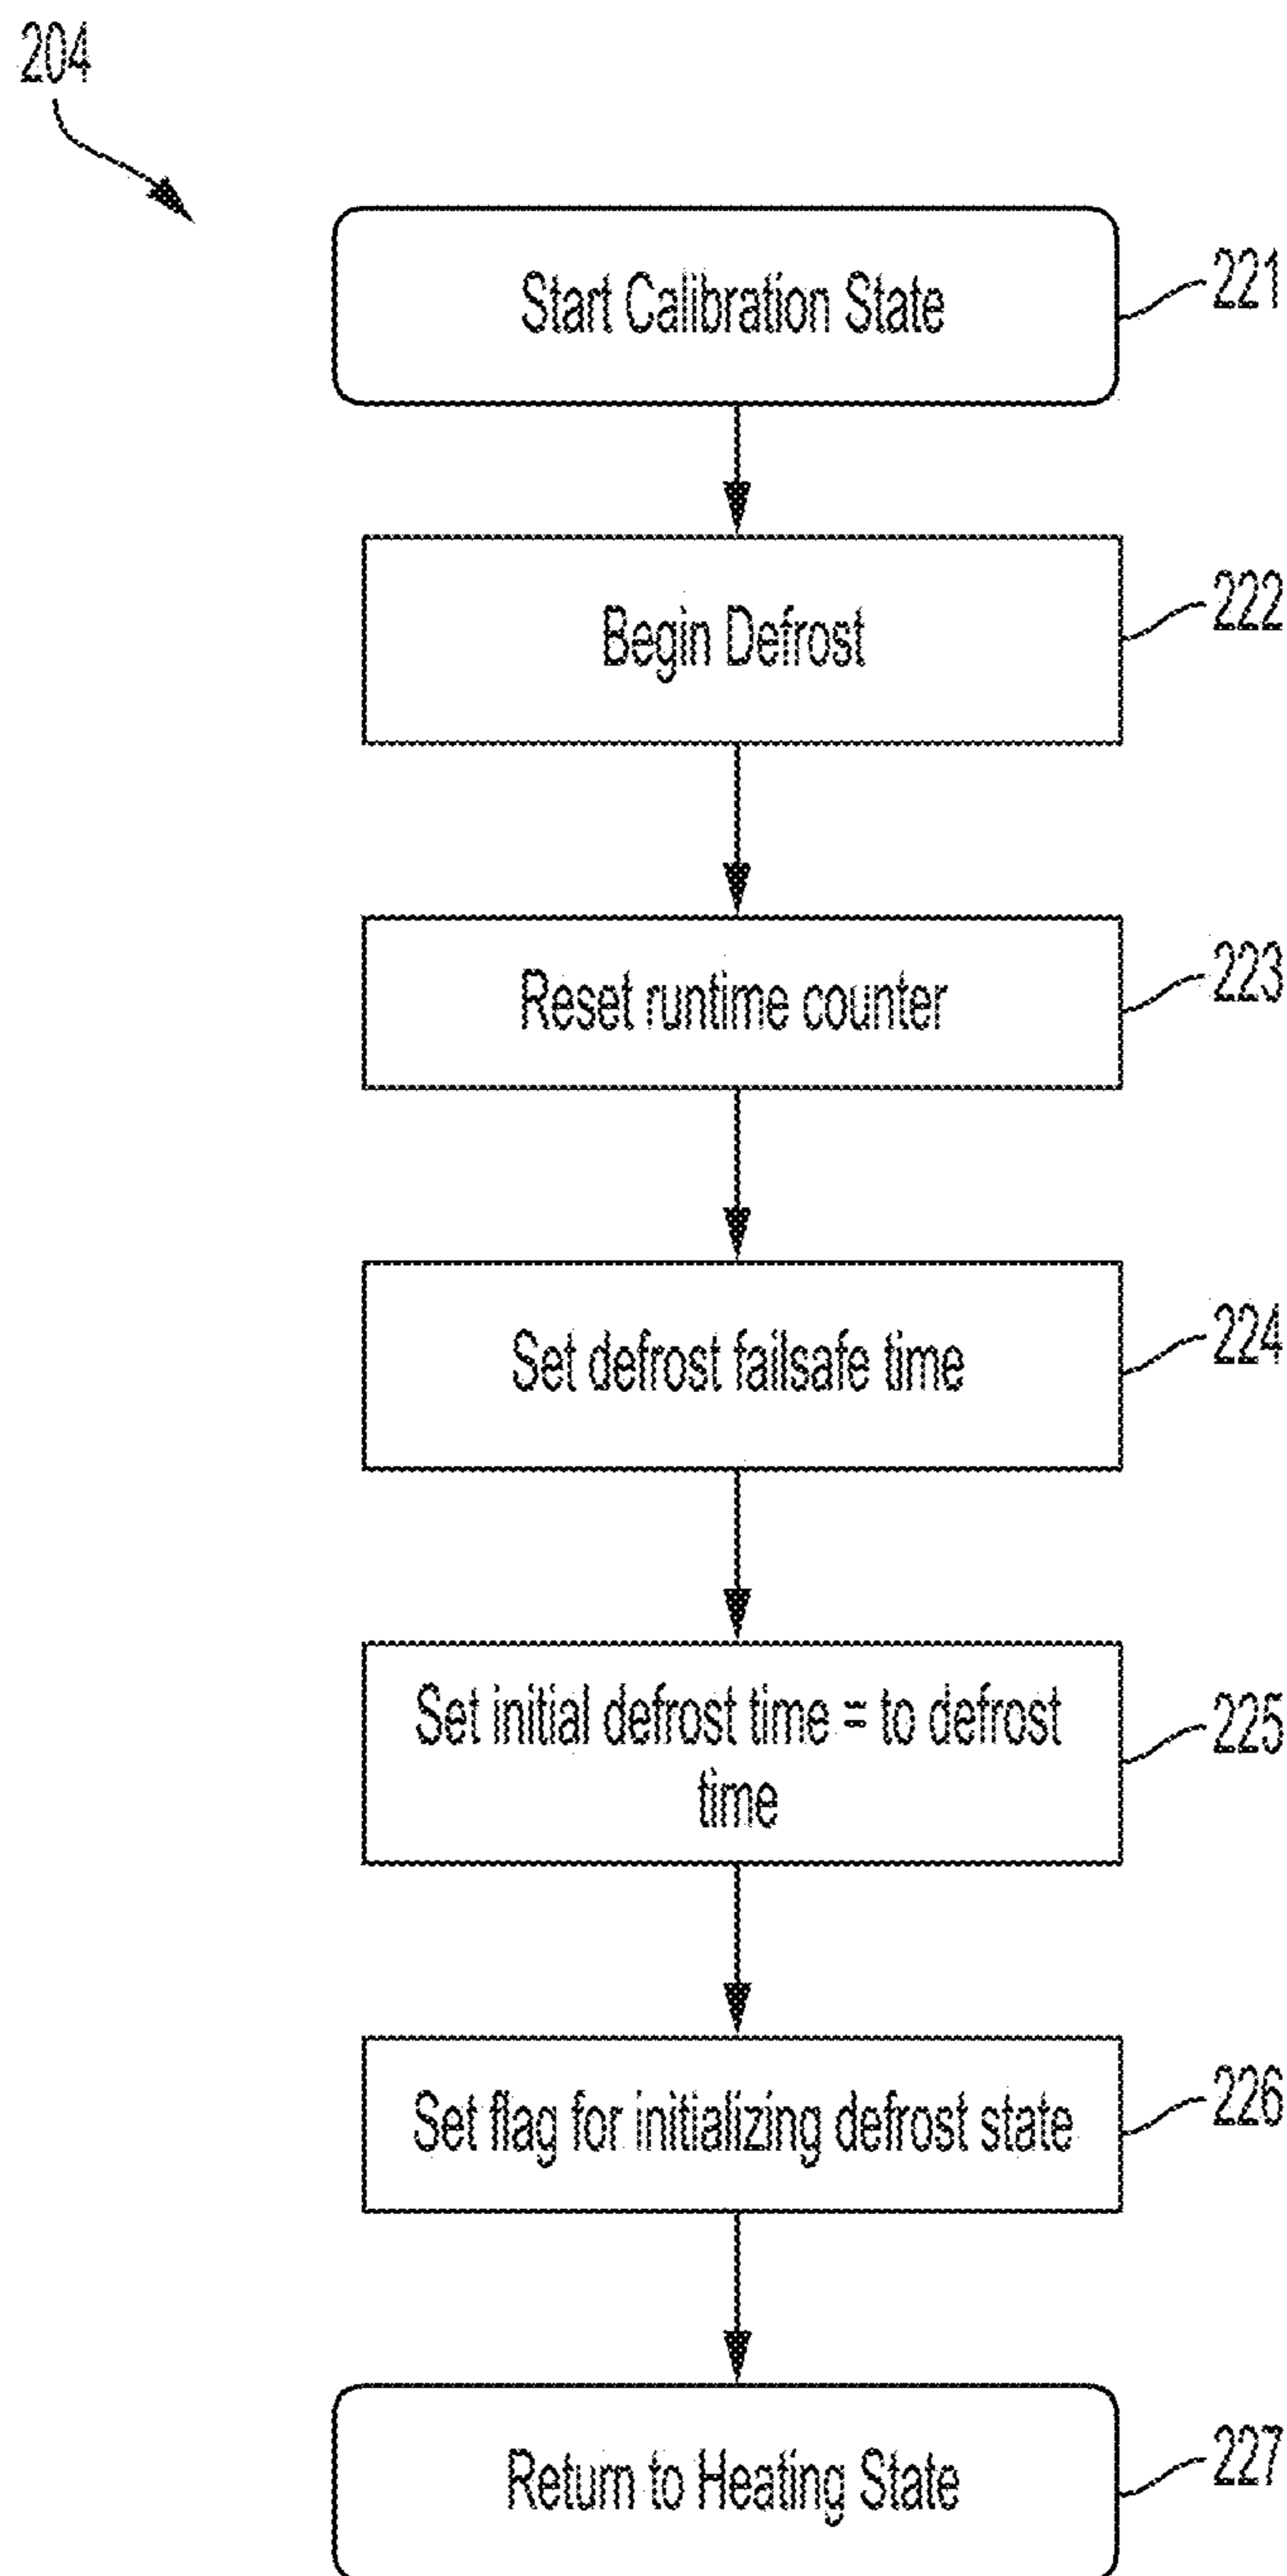 204
Start Calibration State
221
Begin Defrost
222
Reset runtime counter
223
Set defrost failsafe time
224
Set initial defrost time = to defrost
time
225
Set flag for initializing defrost state
226
Return to Heating State
227